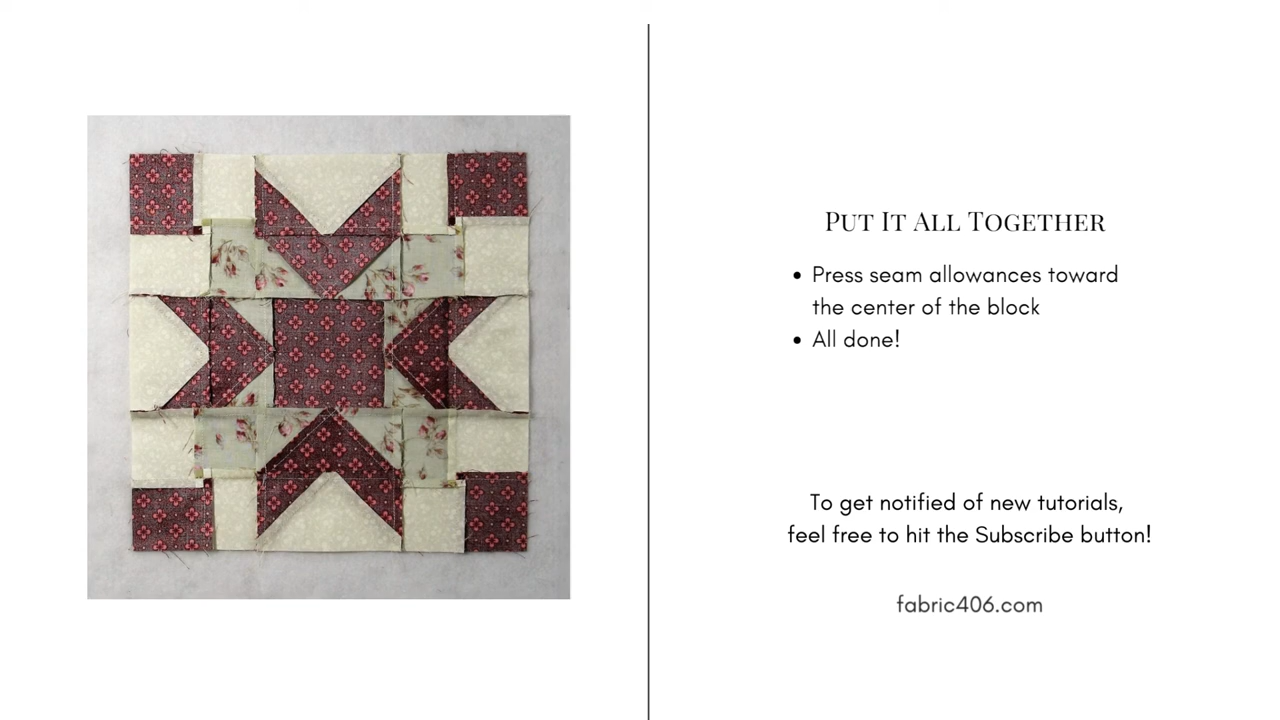 Put It All Together
• Press seam allowances toward
the center of the block
• All done!
To get notified of new tutorials,
feel free to hit the Subscribe button!
fabric406.com